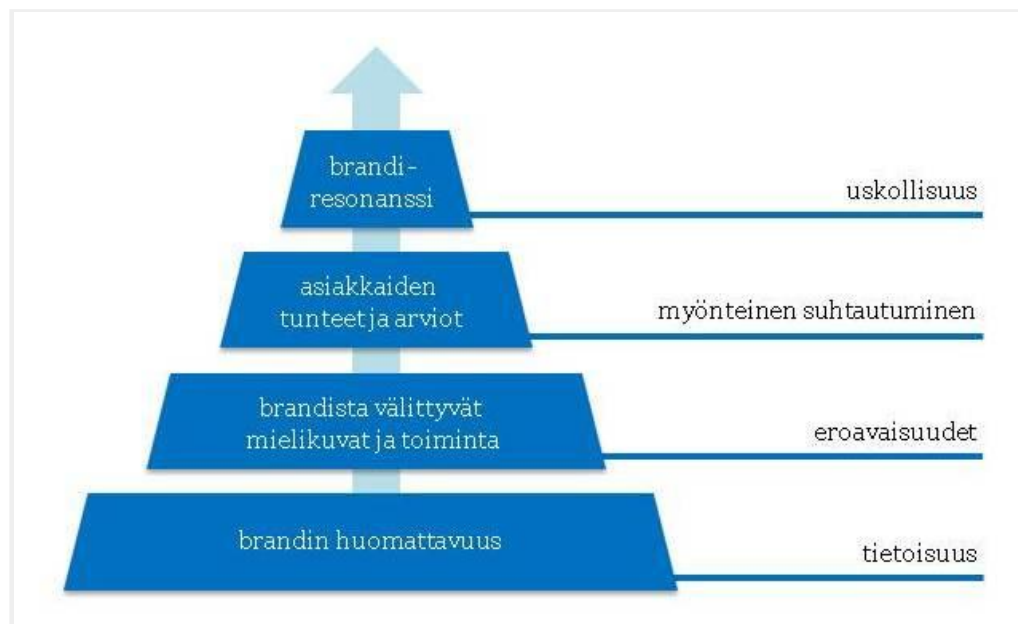 brandi-
resonanssi
uskollisuus
asiakkaiden
tunteet ja arviot
myönteinen suhtautuminen
brandista välittyvät
mielikuvat ja toiminta
eroavaisuudet
brandin huomattavuus
tietoisuus